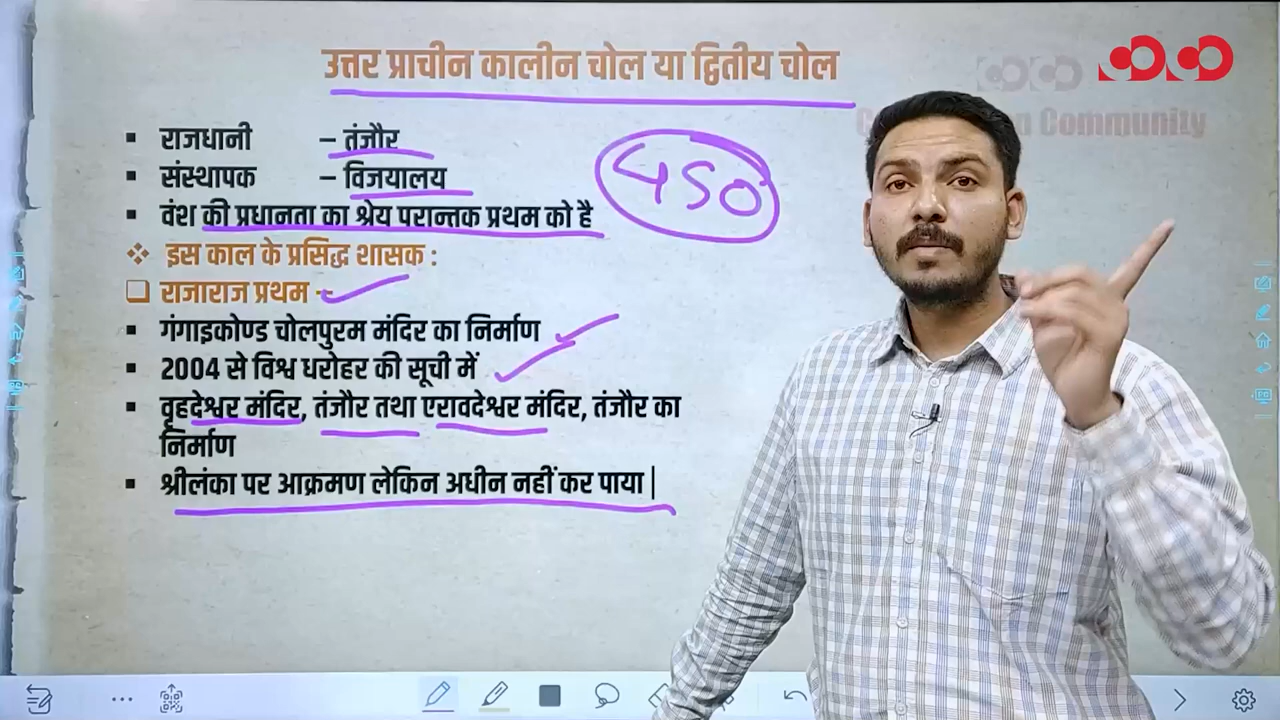 उत्तर प्राचीन कालीन चोल या द्वितीय चोल
▪ राजधानी – तंजौर
▪ संस्थापक – विजयालय
▪ वंश की प्रधानता का श्रेय परान्तक प्रथम को है
450
❖ इस काल के प्रसिद्ध शासक :
❑ राजाराज प्रथम -
▪ गंगाइकोण्ड चोलपुरम मंदिर का निर्माण
▪ 2004 से विश्व धरोहर की सूची में
▪ वृहदेश्वर मंदिर, तंजौर तथा एरावदेश्वर मंदिर, तंजौर का
निर्माण
▪ श्रीलंका पर आक्रमण लेकिन अधीन नहीं कर पाया |
Community